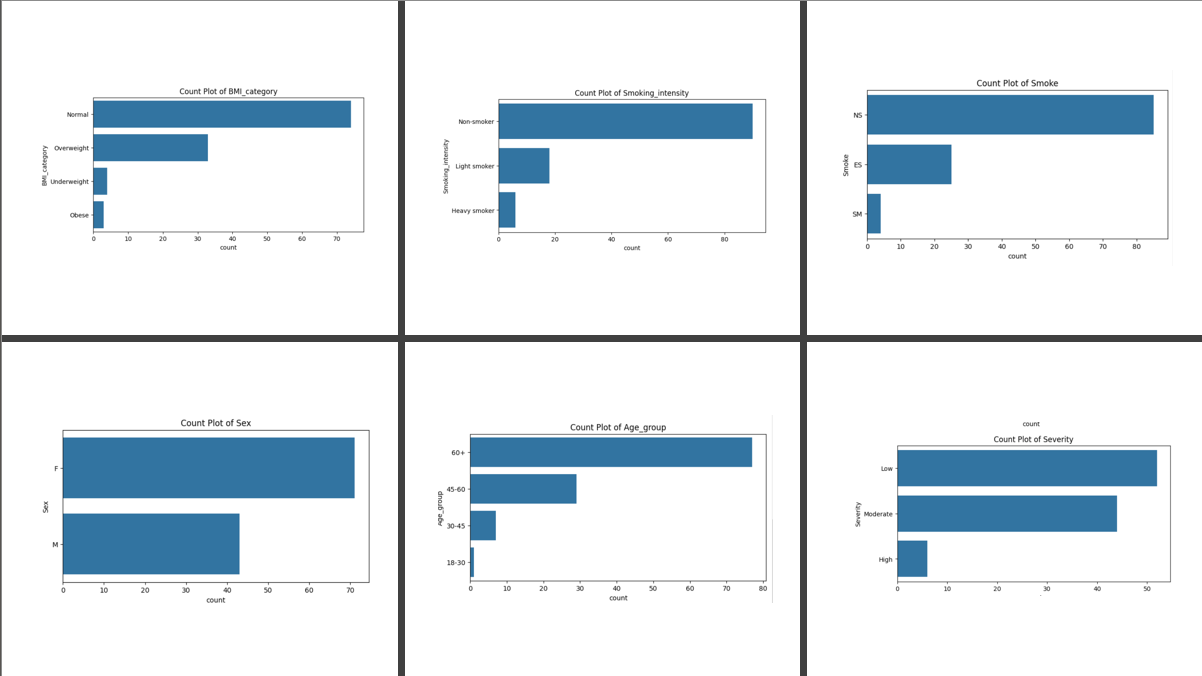 Count Plot of BMI_category
Normal
Overweight
Underweight
Obese
BMI_category
0 10 20 30 40 50 60 70
count
Count Plot of Smoking_intensity
Non-smoker
Light smoker
Heavy smoker
Smoking_intensity
0 20 40 60 80
count
Count Plot of Smoke
NS
ES
SM
Smoke
0 10 20 30 40 50 60 70 80
count
Count Plot of Sex
F
M
Sex
0 10 20 30 40 50 60 70
count
Count Plot of Age_group
60+
45-60
30-45
18-30
Age_group
0 10 20 30 40 50 60 70 80
count
count
Count Plot of Severity
Low
Moderate
High
Severity
0 10 20 30 40 50